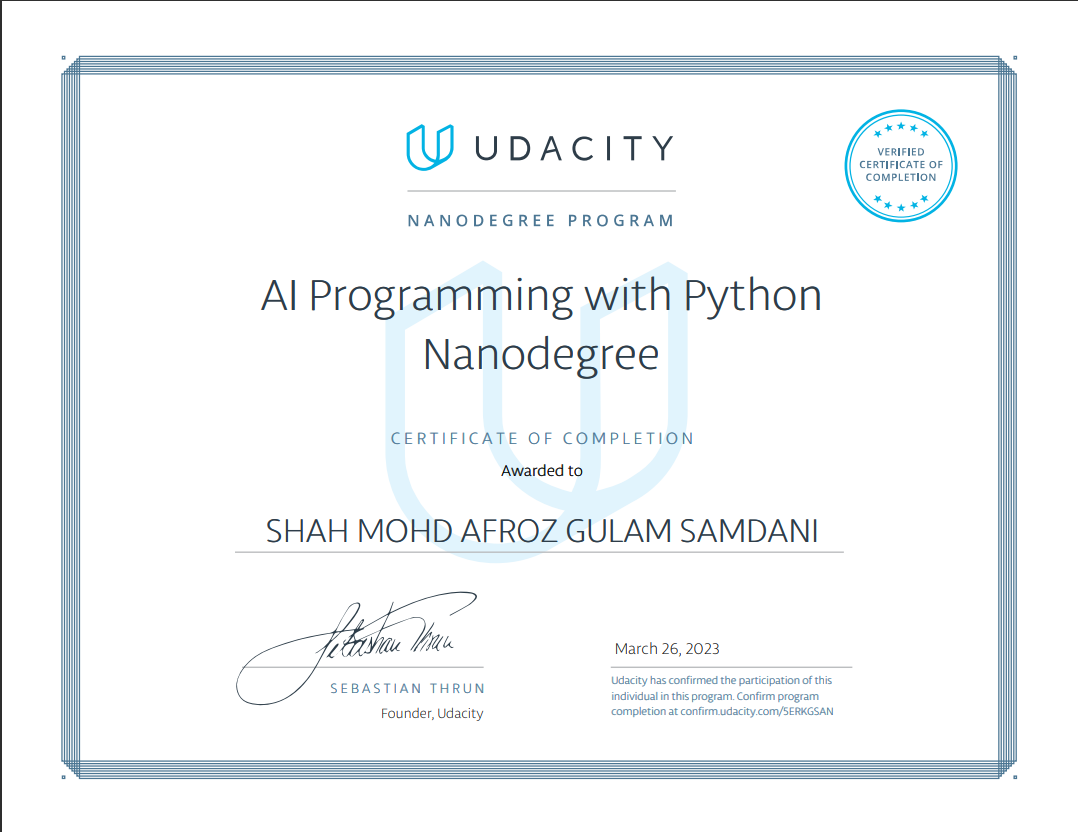 UDACITY
VERIFIED
CERTIFICATE OF
COMPLETION
NANODEGREE PROGRAM
AI Programming with Python
Nanodegree
CERTIFICATE OF COMPLETION
Awarded to
SHAH MOHD AFROZ GULAM SAMDANI
Sebastian Thrun
SEBASTIAN THRUN
Founder, Udacity
March 26, 2023
Udacity has confirmed the participation of this
individual in this program. Confirm program
completion at confirm.udacity.com/5ERKGSAN